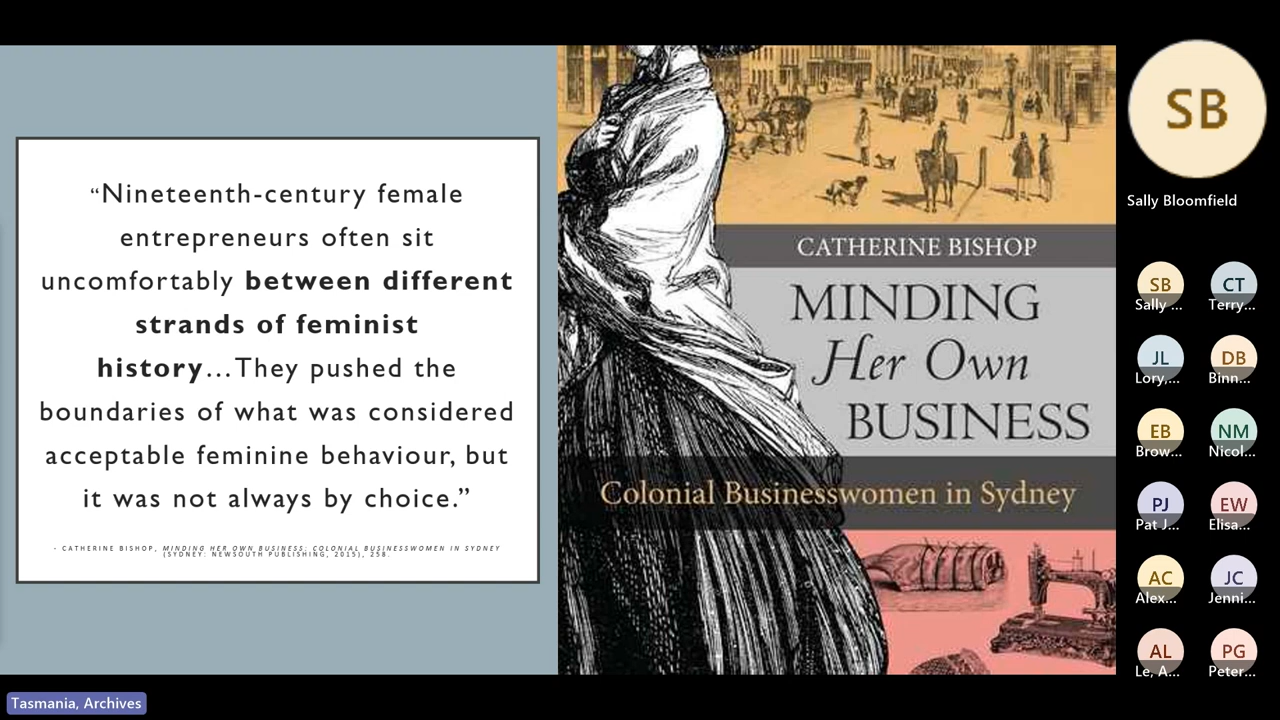 “Nineteenth-century female
entrepreneurs often sit
uncomfortably between different
strands of feminist
history...They pushed the
boundaries of what was considered
acceptable feminine behaviour, but
it was not always by choice.”
- CATHERINE BISHOP, MINDING HER OWN BUSINESS: COLONIAL BUSINESSWOMEN IN SYDNEY
(SYDNEY: NEWSOUTH PUBLISHING, 2015), 258.
CATHERINE BISHOP
MINDING
Her Own
BUSINESS
Colonial Businesswomen in Sydney
SB
Sally Bloomfield
SB
Sally ...
CT
Terry...
JL
Lory,...
DB
Binn...
EB
Brow...
NM
Nicol...
PJ
Pat J...
EW
Elisa...
AC
Alex...
JC
Jenni...
AL
Le, A...
PG
Peter...
Tasmania, Archives